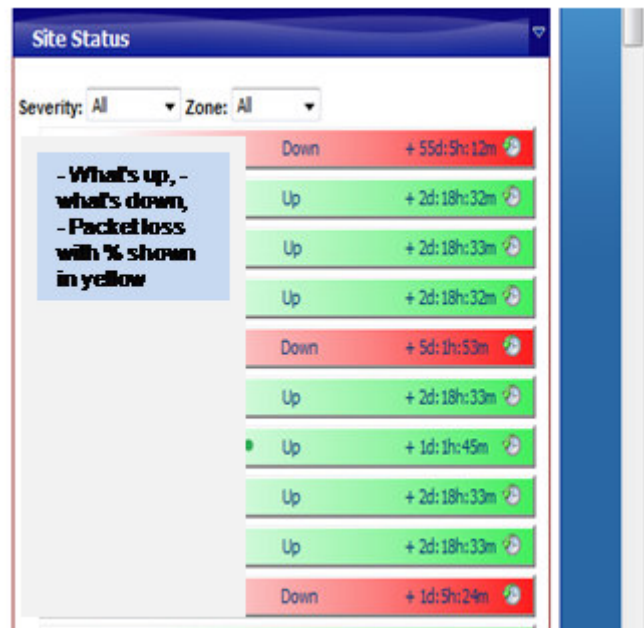 Site Status
Severity: All Zone: All
Down + 55d:5h:12m
- What's up, -
what's down,
- Packet loss
with % shown
in yellow
Up + 2d:18h:32m
Up + 2d:18h:33m
Up + 2d:18h:32m
Down + 5d:1h:53m
Up + 2d:18h:33m
Up + 1d:1h:45m
Up + 2d:18h:33m
Up + 2d:18h:33m
Down + 1d:5h:24m